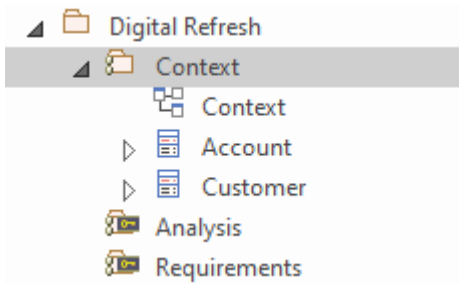 Digital Refresh
Context
Context
Account
Customer
Analysis
Requirements